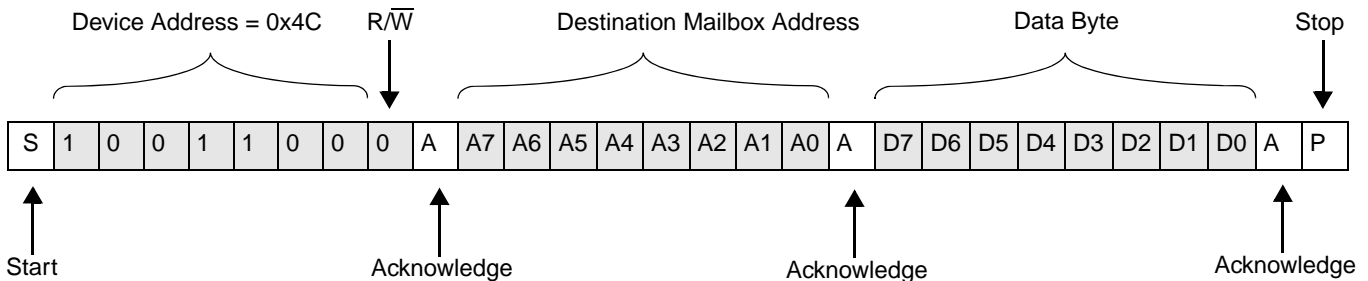 Device Address = 0x4C R/W̅ Destination Mailbox Address Data Byte Stop
S 1 0 0 1 1 0 0 0 A A7 A6 A5 A4 A3 A2 A1 A0 A D7 D6 D5 D4 D3 D2 D1 D0 A P
Start Acknowledge Acknowledge Acknowledge